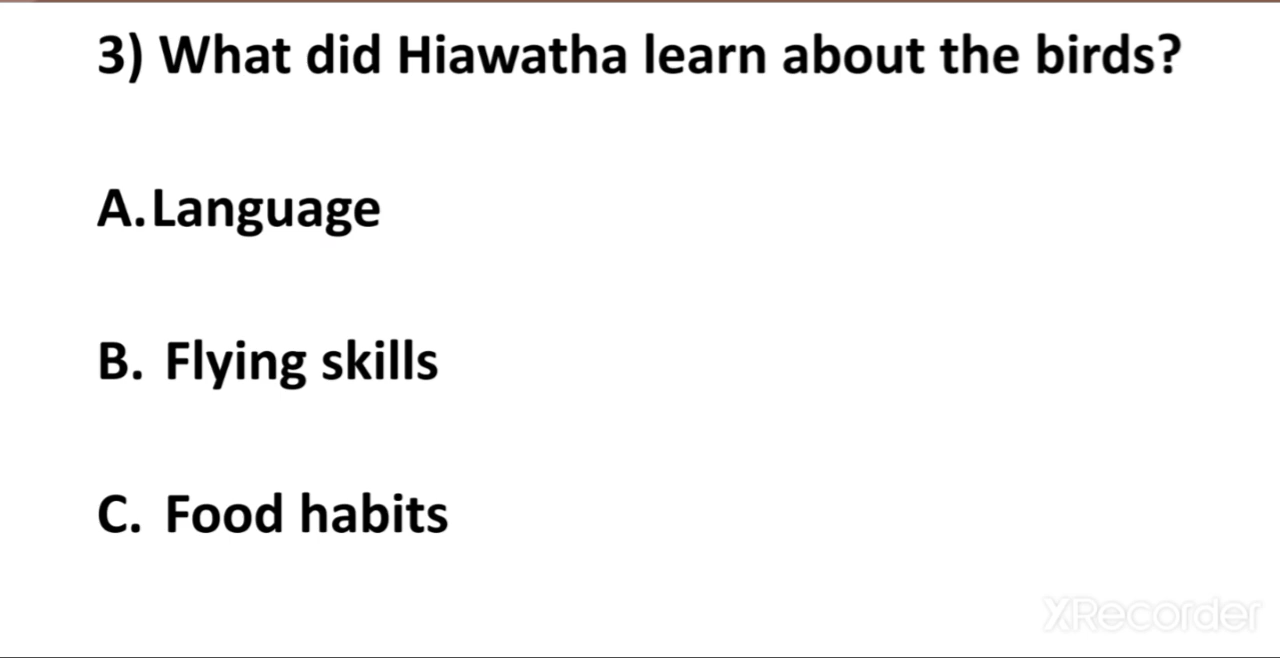 3) What did Hiawatha learn about the birds?
A. Language
B. Flying skills
C. Food habits
XRecorder